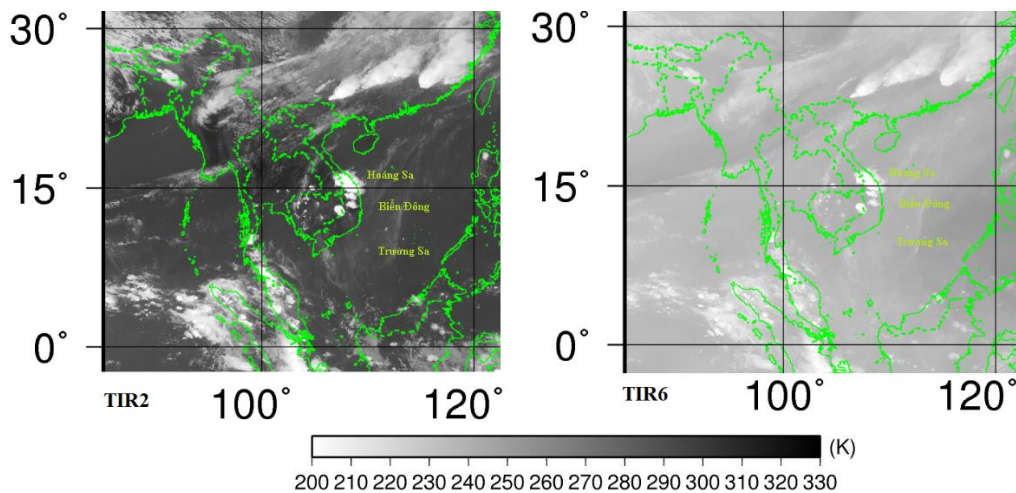 30°
15°
0°
Hoàng Sa
Biển Đông
Trường Sa
TIR2
100°
120°
30°
15°
0°
Hoàng Sa
Biển Đông
Trường Sa
TIR6
100°
120°
(K)
200 210 220 230 240 250 260 270 280 290 300 310 320 330